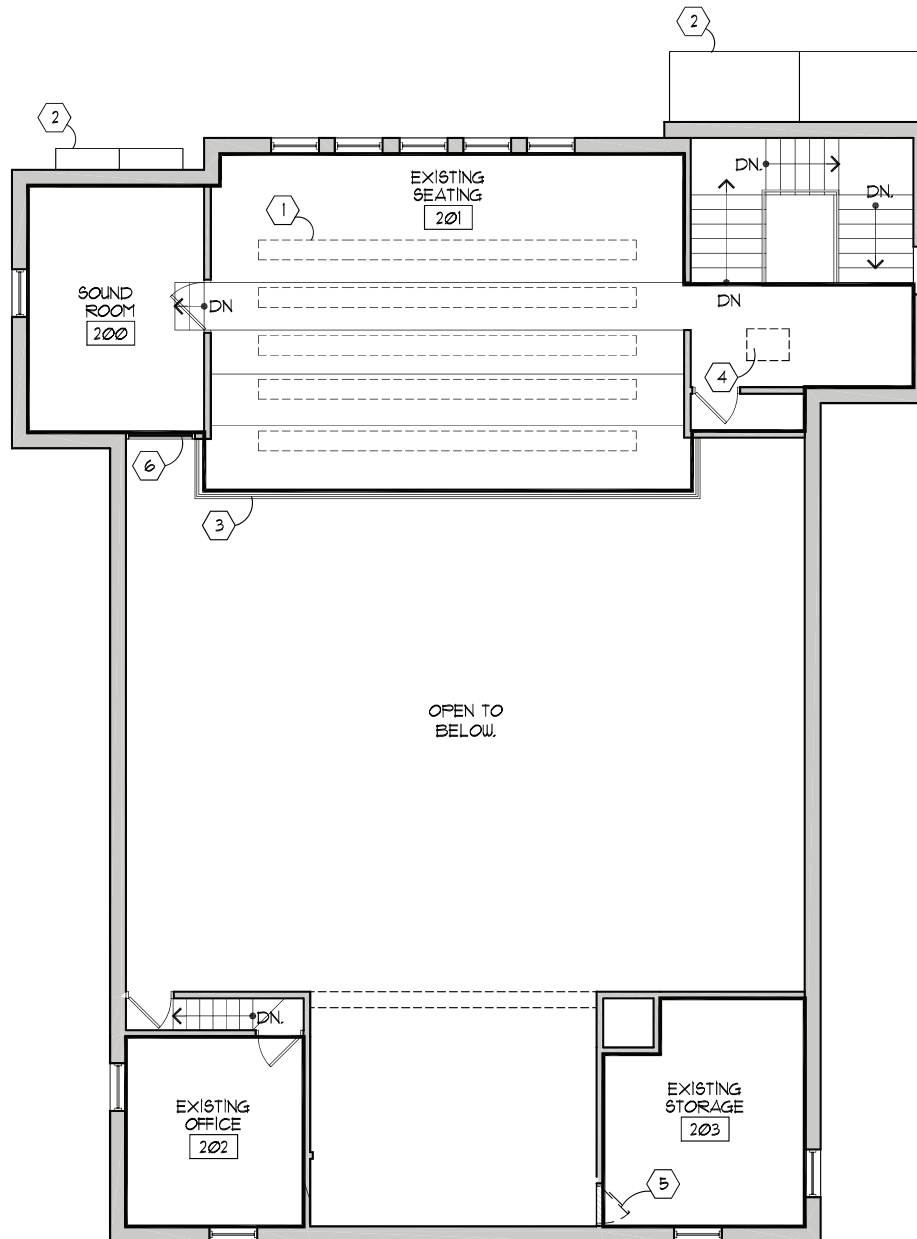 2
2
EXISTING
SEATING
201
DN.
DN.
1
SOUND
ROOM
200
DN
DN
4
6
3
OPEN TO
BELOW.
DN.
EXISTING
OFFICE
202
EXISTING
STORAGE
203
5